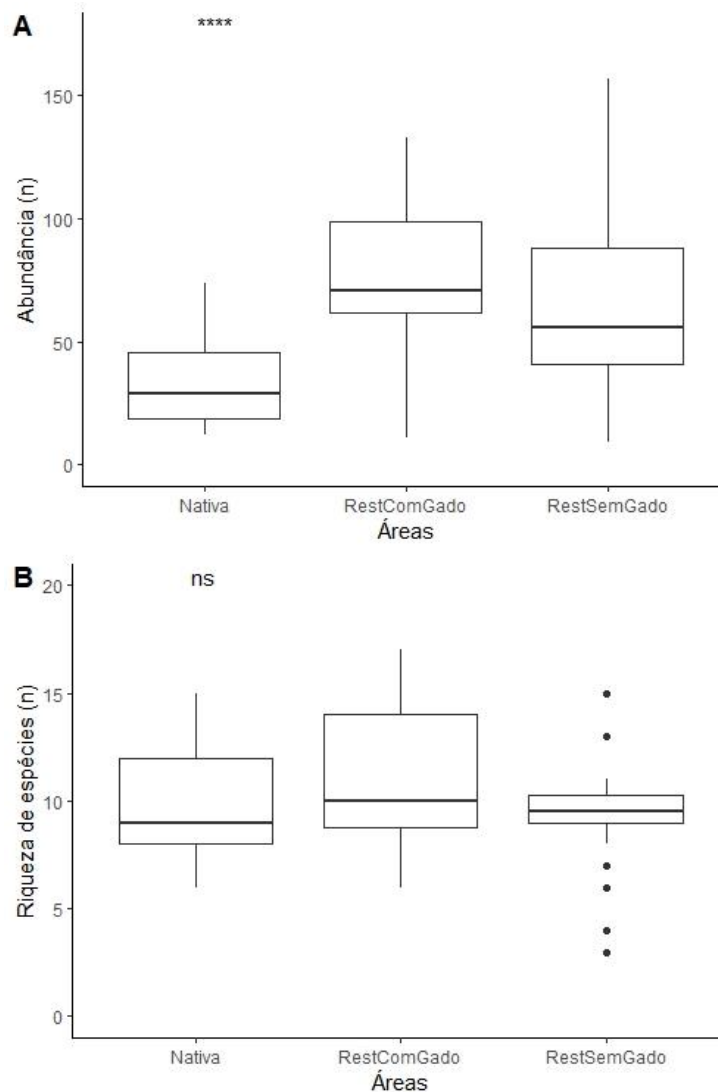 A
****
Abundância (n)
150
100
50
0
Nativa RestComGado RestSemGado
Áreas
B
ns
Riqueza de espécies (n)
20
15
10
5
0
Nativa RestComGado RestSemGado
Áreas